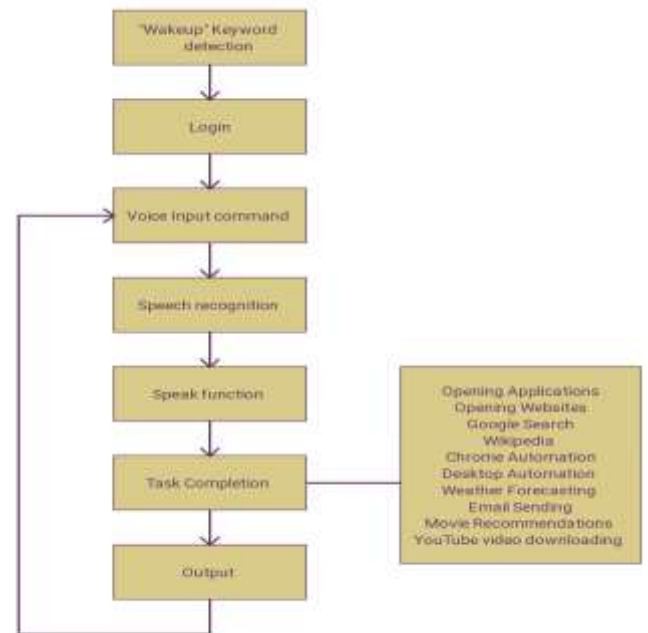 "Wakeup" Keyword
detection
Login
Voice Input command
Speech recognition
Speak function
Task Completion
Output
Opening Applications
Opening Websites
Google Search
Wikipedia
Chrome Automation
Desktop Automation
Weather Forecasting
Email Sending
Movie Recommendations
YouTube video downloading